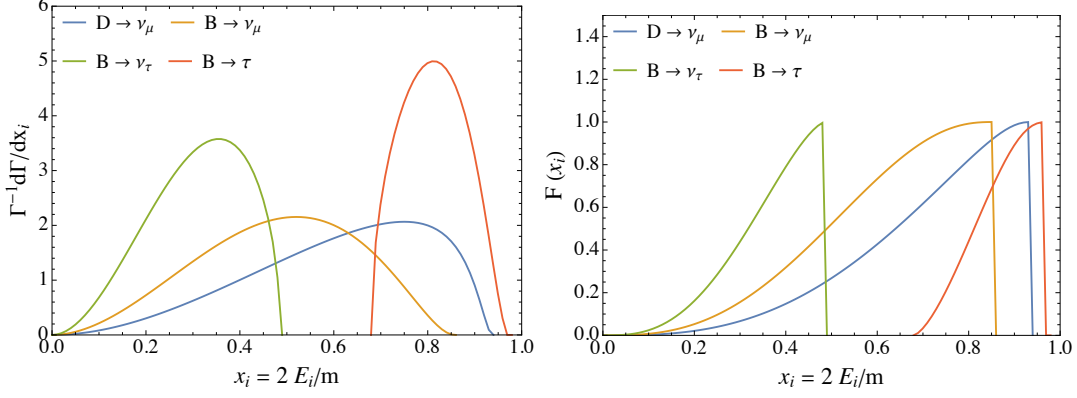 D → ν_μ B → ν_μ
B → ν_τ B → τ
Γ⁻¹dΓ/dx_i
6
5
4
3
2
1
0
0.0 0.2 0.4 0.6 0.8 1.0
x_i = 2 E_i/m
D → ν_μ B → ν_μ
B → ν_τ B → τ
F (x_i)
1.4
1.2
1.0
0.8
0.6
0.4
0.2
0.0
0.0 0.2 0.4 0.6 0.8 1.0
x_i = 2 E_i/m